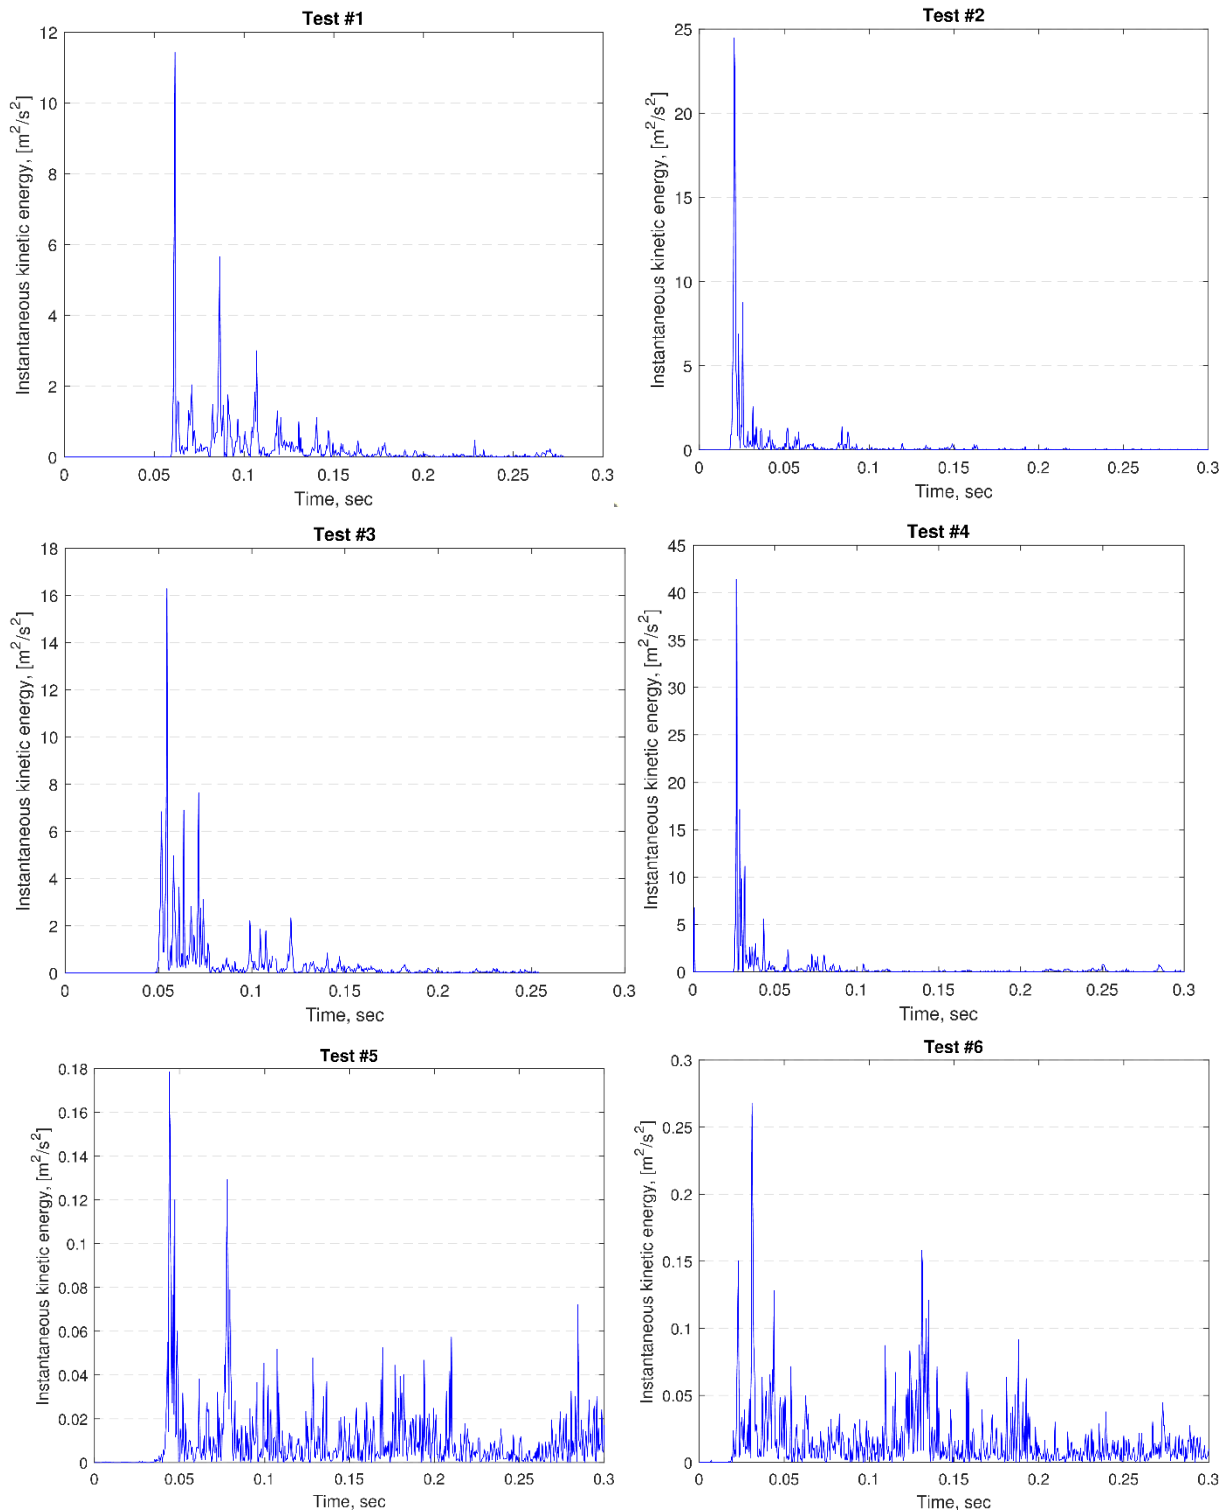 Test #1
Instantaneous kinetic energy, [m²/s²]
12
10
8
6
4
2
0
0 0.05 0.1 0.15 0.2 0.25 0.3
Time, sec
Test #2
Instantaneous kinetic energy, [m²/s²]
25
20
15
10
5
0
0 0.05 0.1 0.15 0.2 0.25 0.3
Time, sec
Test #3
Instantaneous kinetic energy, [m²/s²]
18
16
14
12
10
8
6
4
2
0
0 0.05 0.1 0.15 0.2 0.25 0.3
Time, sec
Test #4
Instantaneous kinetic energy, [m²/s²]
45
40
35
30
25
20
15
10
5
0
0 0.05 0.1 0.15 0.2 0.25 0.3
Time, sec
Test #5
Instantaneous kinetic energy, [m²/s²]
0.18
0.16
0.14
0.12
0.1
0.08
0.06
0.04
0.02
0
0 0.05 0.1 0.15 0.2 0.25 0.3
Time, sec
Test #6
Instantaneous kinetic energy, [m²/s²]
0.3
0.25
0.2
0.15
0.1
0.05
0
0 0.05 0.1 0.15 0.2 0.25 0.3
Time, sec